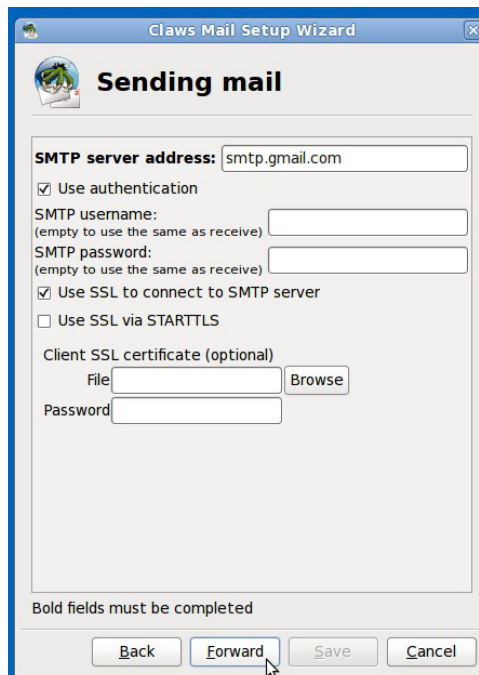 Claws Mail Setup Wizard
Sending mail
SMTP server address: smtp.gmail.com
Use authentication
SMTP username:
(empty to use the same as receive)
SMTP password:
(empty to use the same as receive)
Use SSL to connect to SMTP server
Use SSL via STARTTLS
Client SSL certificate (optional)
File Browse
Password
Bold fields must be completed
Back Forward Save Cancel